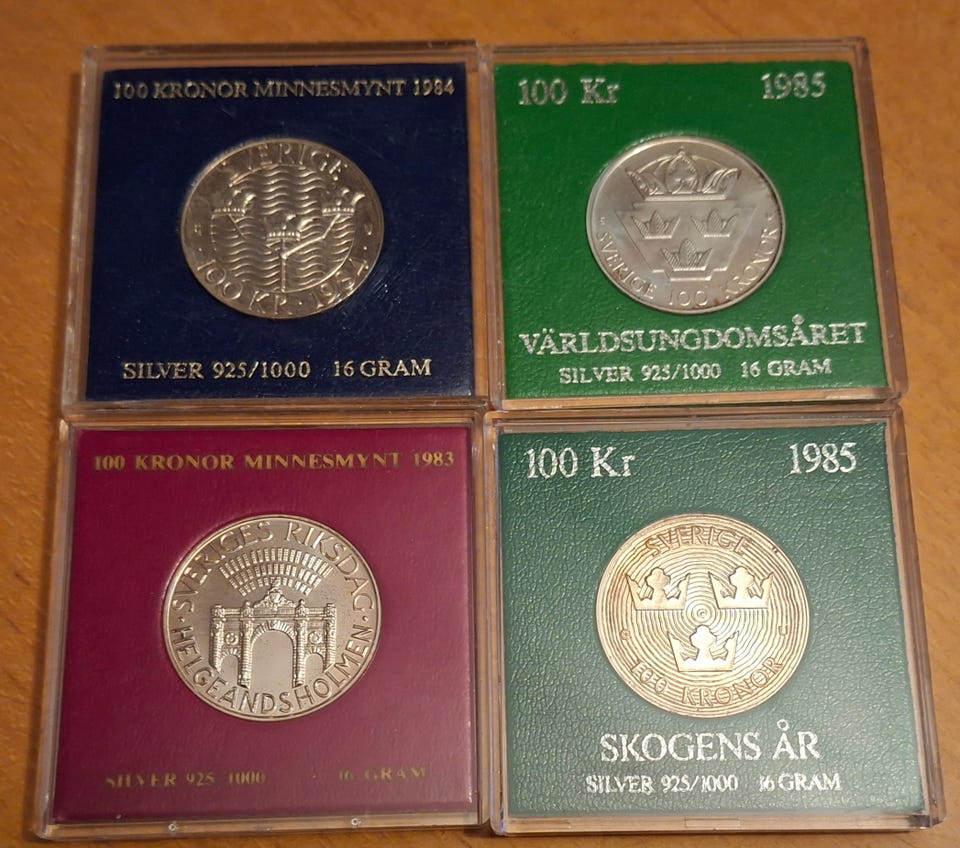 100 KRONOR MINNESMYNT 1984
SVERIGE
100 KR · 1984
SILVER 925/1000 16 GRAM
100 Kr 1985
SVERIGE 100 KRONOR
VÄRLDSUNGDOMSÅRET
SILVER 925/1000 16 GRAM
100 KRONOR MINNESMYNT 1983
· SVERIGES RIKSDAG ·
HELGEANDSHOLMEN
SILVER 925 1000 16 GRAM
100 Kr 1985
SVERIGE
100 KRONOR
SKOGENS ÅR
SILVER 925/1000 16 GRAM